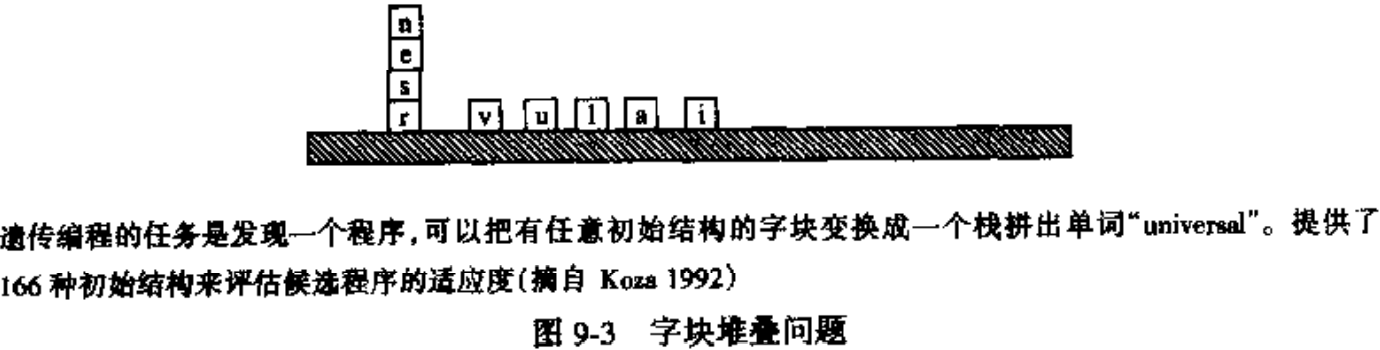 n
e
s
r v u l a i
遗传编程的任务是发现一个程序,可以把有任意初始结构的字块变换成一个栈拼出单词“universal”。提供了
166 种初始结构来评估候选程序的适应度(摘自 Koza 1992)
图 9-3 字块堆叠问题